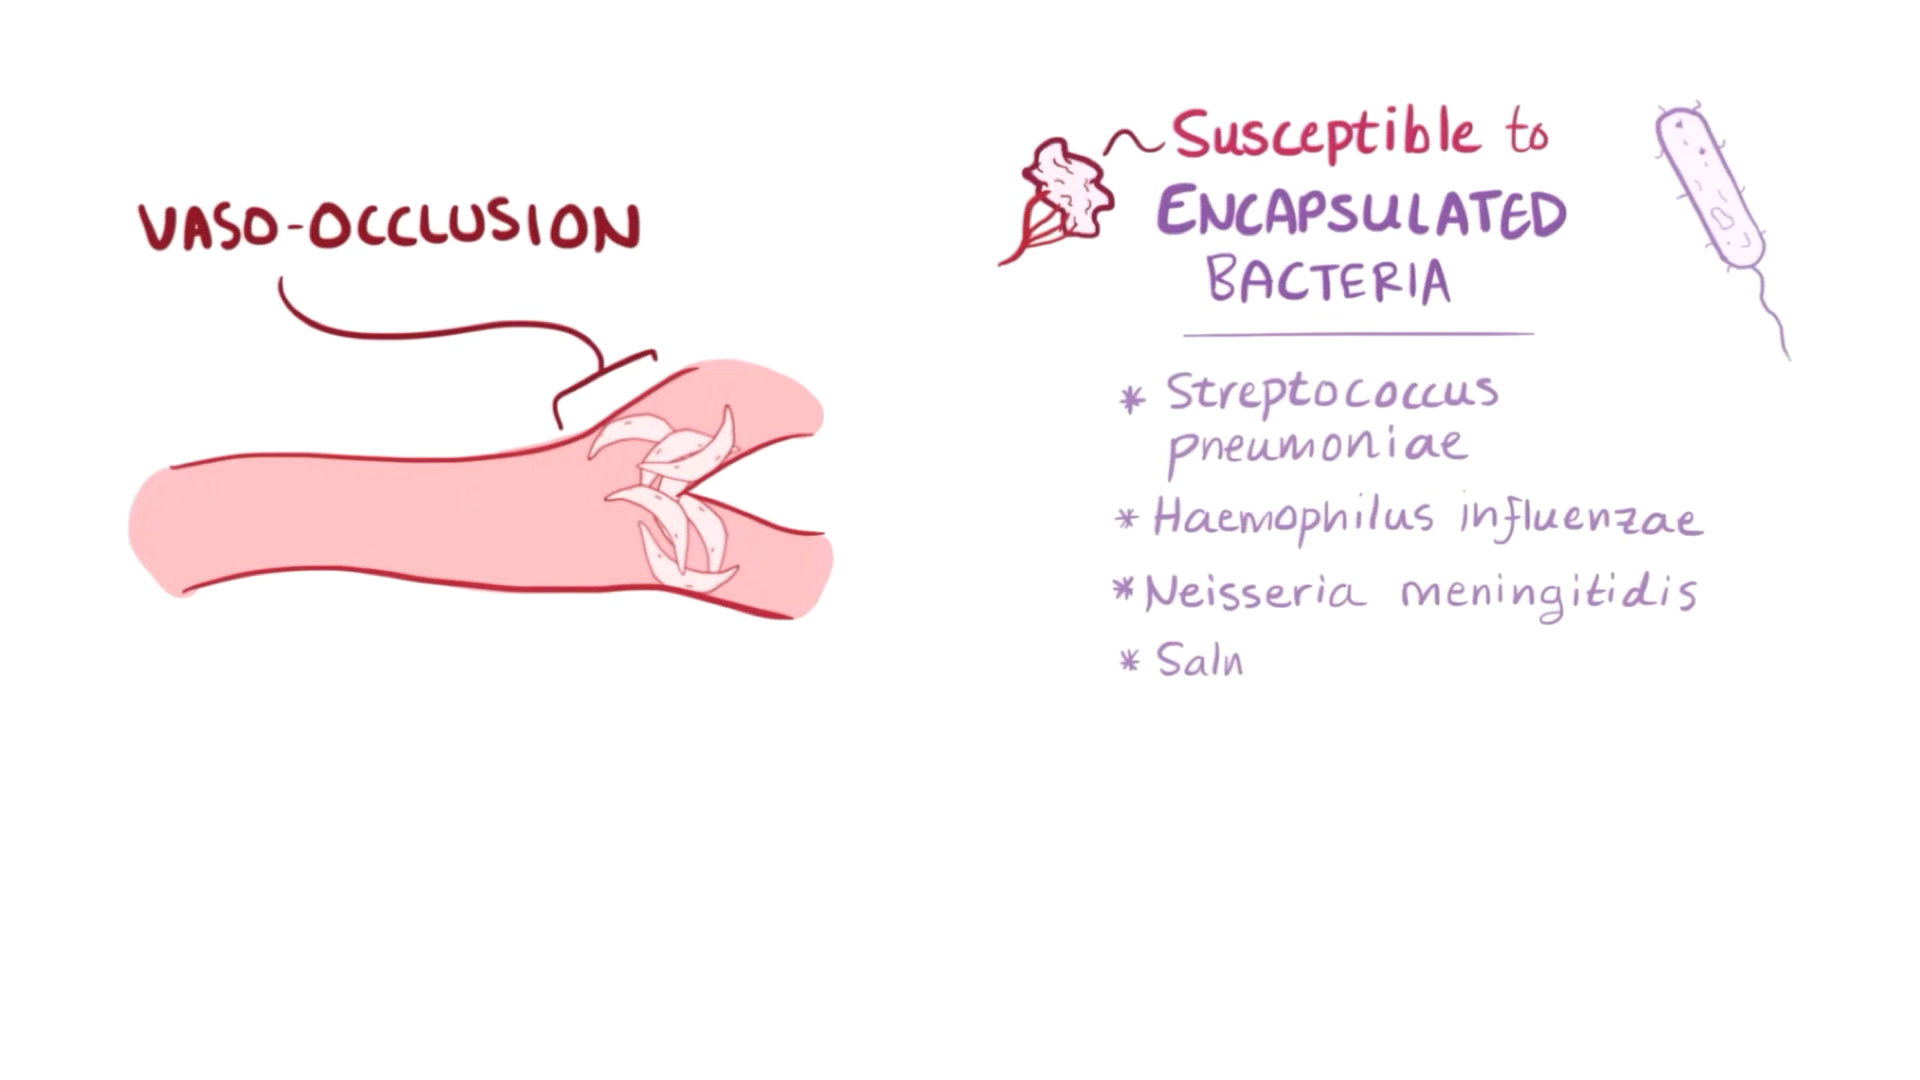 VASO-OCCLUSION
Susceptible to
ENCAPSULATED
BACTERIA
* Streptococcus
pneumoniae
* Haemophilus influenzae
* Neisseria meningitidis
* Saln